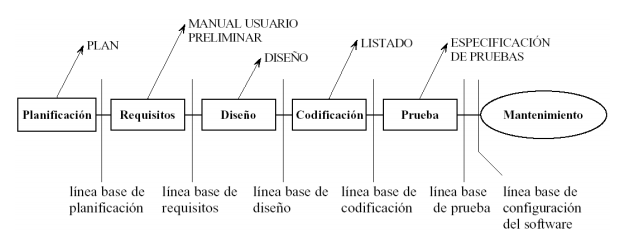 MANUAL USUARIO
PRELIMINAR
PLAN
DISEÑO
LISTADO
ESPECIFICACIÓN
DE PRUEBAS
Planificación
Requisitos
Diseño
Codificación
Prueba
Mantenimiento
línea base de
planificación
línea base de
requisitos
línea base de
diseño
línea base de
codificación
línea base
de prueba
línea base de
configuración
del software